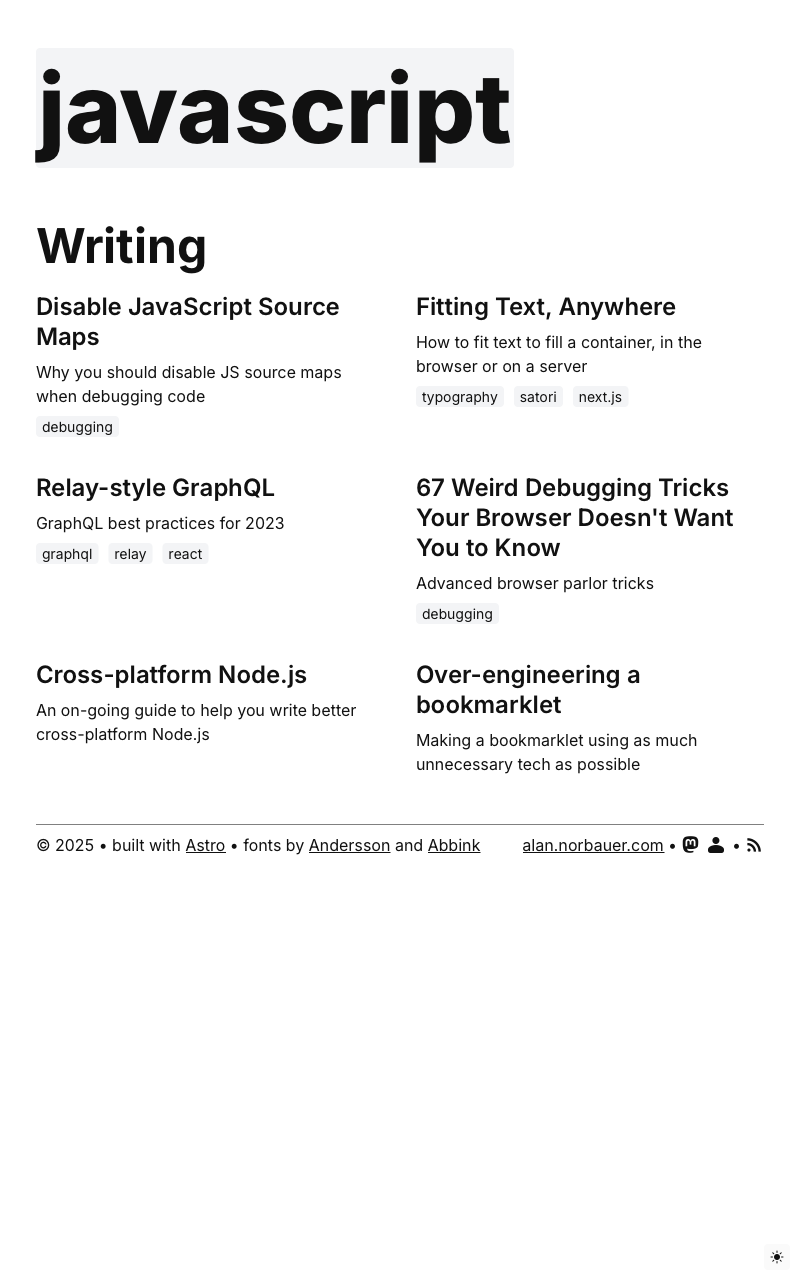 javascript
Writing
Disable JavaScript Source
Maps
Why you should disable JS source maps
when debugging code
debugging
Fitting Text, Anywhere
How to fit text to fill a container, in the
browser or on a server
typography satori next.js
Relay-style GraphQL
GraphQL best practices for 2023
graphql relay react
67 Weird Debugging Tricks
Your Browser Doesn't Want
You to Know
Advanced browser parlor tricks
debugging
Cross-platform Node.js
An on-going guide to help you write better
cross-platform Node.js
Over-engineering a
bookmarklet
Making a bookmarklet using as much
unnecessary tech as possible
© 2025 • built with Astro • fonts by Andersson and Abbink
alan.norbauer.com • •